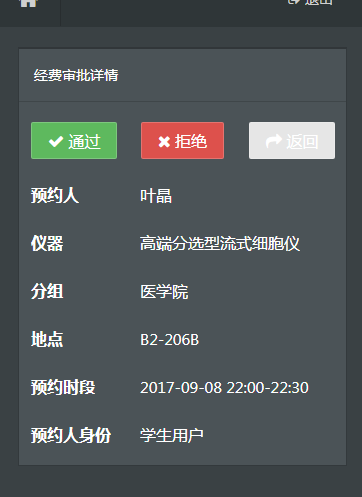 退出
经费审批详情
通过 拒绝 返回
预约人 叶晶
仪器 高端分选型流式细胞仪
分组 医学院
地点 B2-206B
预约时段 2017-09-08 22:00-22:30
预约人身份 学生用户